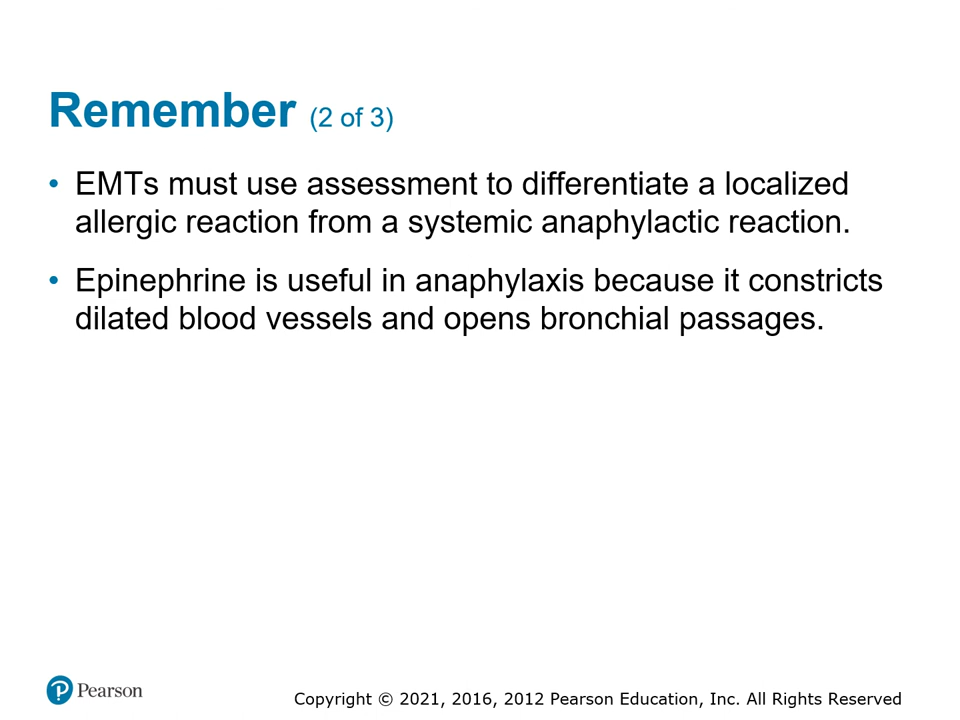 Remember (2 of 3)
• EMTs must use assessment to differentiate a localized
allergic reaction from a systemic anaphylactic reaction.
• Epinephrine is useful in anaphylaxis because it constricts
dilated blood vessels and opens bronchial passages.
Pearson
Copyright © 2021, 2016, 2012 Pearson Education, Inc. All Rights Reserved